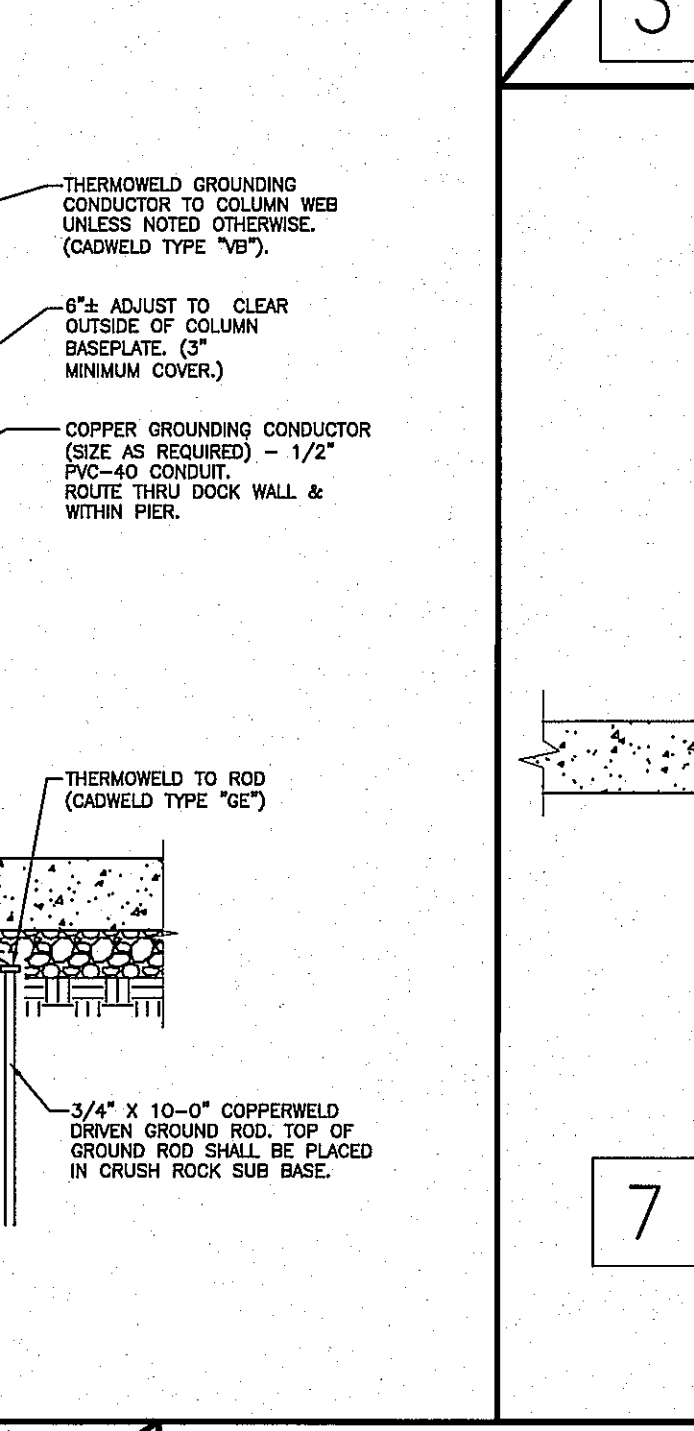 THERMOWELD GROUNDING
CONDUCTOR TO COLUMN WEB
UNLESS NOTED OTHERWISE.
(CADWELD TYPE "VB").
6"± ADJUST TO CLEAR
OUTSIDE OF COLUMN
BASEPLATE. (3"
MINIMUM COVER.)
COPPER GROUNDING CONDUCTOR
(SIZE AS REQUIRED) – 1/2"
PVC–40 CONDUIT.
ROUTE THRU DOCK WALL &
WITHIN PIER.
THERMOWELD TO ROD
(CADWELD TYPE "GE")
3/4" X 10–0" COPPERWELD
DRIVEN GROUND ROD. TOP OF
GROUND ROD SHALL BE PLACED
IN CRUSH ROCK SUB BASE.
7